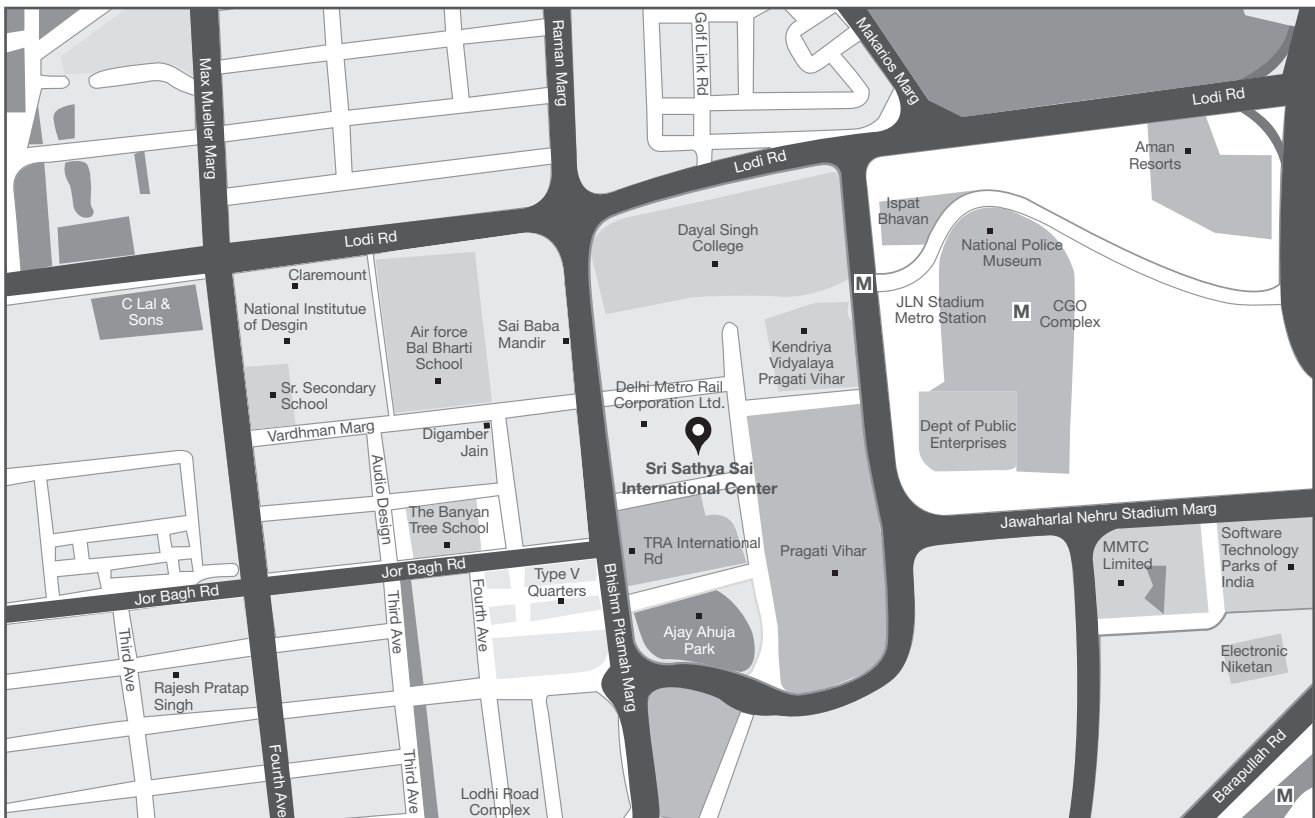 Max Mueller Marg
Raman Marg
Golf Link Rd
Makarios Marg
Lodi Rd
Lodi Rd
Lodi Rd
Aman
Resorts
Ispat
Bhavan
Dayal Singh
College
National Police
Museum
Claremount
C Lal &
Sons
National Institutue
of Desgin
Air force
Bal Bharti
School
Sai Baba
Mandir
M
JLN Stadium
Metro Station
M
CGO
Complex
Kendriya
Vidyalaya
Pragati Vihar
Sr. Secondary
School
Delhi Metro Rail
Corporation Ltd.
Vardhman Marg
Digamber
Jain
Dept of Public
Enterprises
Sri Sathya Sai
International Center
Audio Design
The Banyan
Tree School
Jawaharlal Nehru Stadium Marg
TRA International
Rd
Pragati Vihar
MMTC
Limited
Software
Technology
Parks of
India
Jor Bagh Rd
Jor Bagh Rd
Type V
Quarters
Bhishm Pitamah Marg
Third Ave
Fourth Ave
Third Ave
Ajay Ahuja
Park
Electronic
Niketan
Rajesh Pratap
Singh
Fourth Ave
Third Ave
Lodhi Road
Complex
Barapullah Rd
M